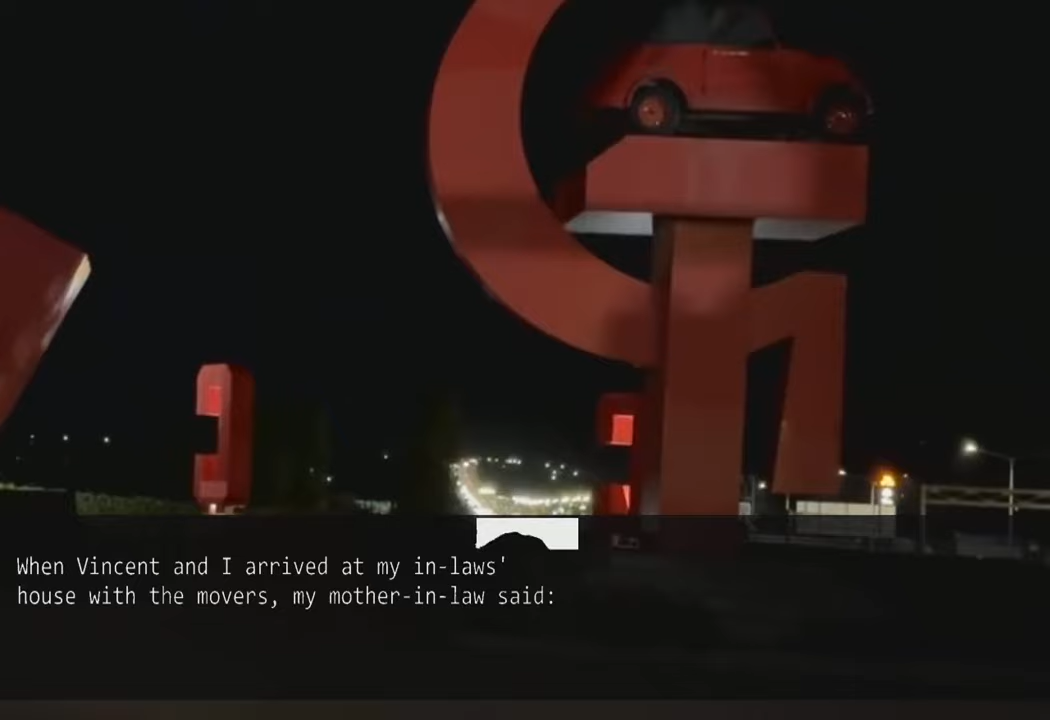 When Vincent and I arrived at my in-laws'
house with the movers, my mother-in-law said: